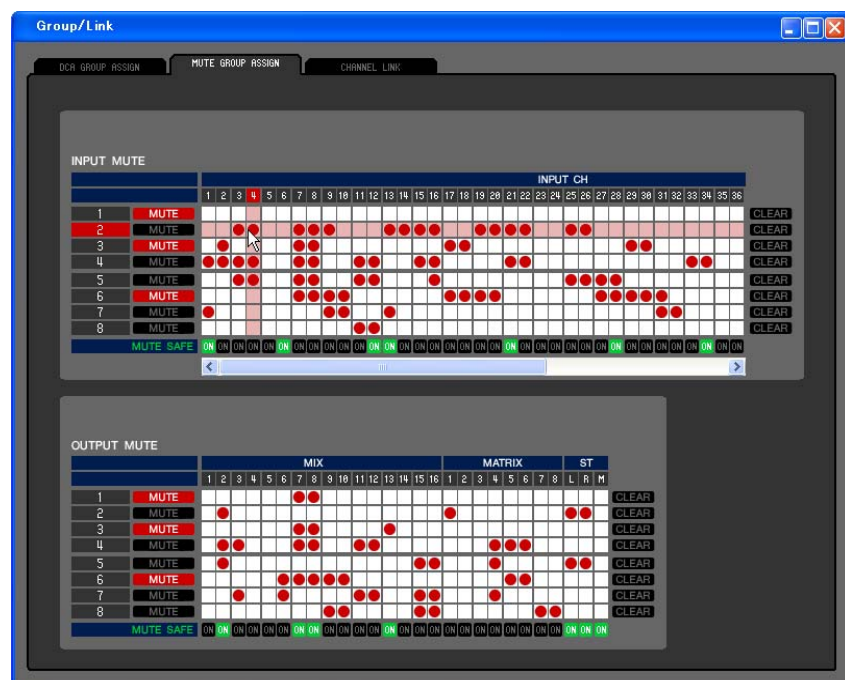 Group/Link
DCA GROUP ASSIGN MUTE GROUP ASSIGN CHANNEL LINK
INPUT MUTE
INPUT CH
1 2 3 4 5 6 7 8 9 10 11 12 13 14 15 16 17 18 19 20 21 22 23 24 25 26 27 28 29 30 31 32 33 34 35 36
1 MUTE CLEAR
2 MUTE CLEAR
3 MUTE CLEAR
4 MUTE CLEAR
5 MUTE CLEAR
6 MUTE CLEAR
7 MUTE CLEAR
8 MUTE CLEAR
MUTE SAFE ON ON ON ON ON ON ON ON ON ON ON ON ON ON ON ON ON ON ON ON ON ON ON ON ON ON ON ON ON ON ON ON ON ON ON ON
OUTPUT MUTE
MIX MATRIX ST
1 2 3 4 5 6 7 8 9 10 11 12 13 14 15 16 1 2 3 4 5 6 7 8 L R M
1 MUTE CLEAR
2 MUTE CLEAR
3 MUTE CLEAR
4 MUTE CLEAR
5 MUTE CLEAR
6 MUTE CLEAR
7 MUTE CLEAR
8 MUTE CLEAR
MUTE SAFE ON ON ON ON ON ON ON ON ON ON ON ON ON ON ON ON ON ON ON ON ON ON ON ON ON ON ON